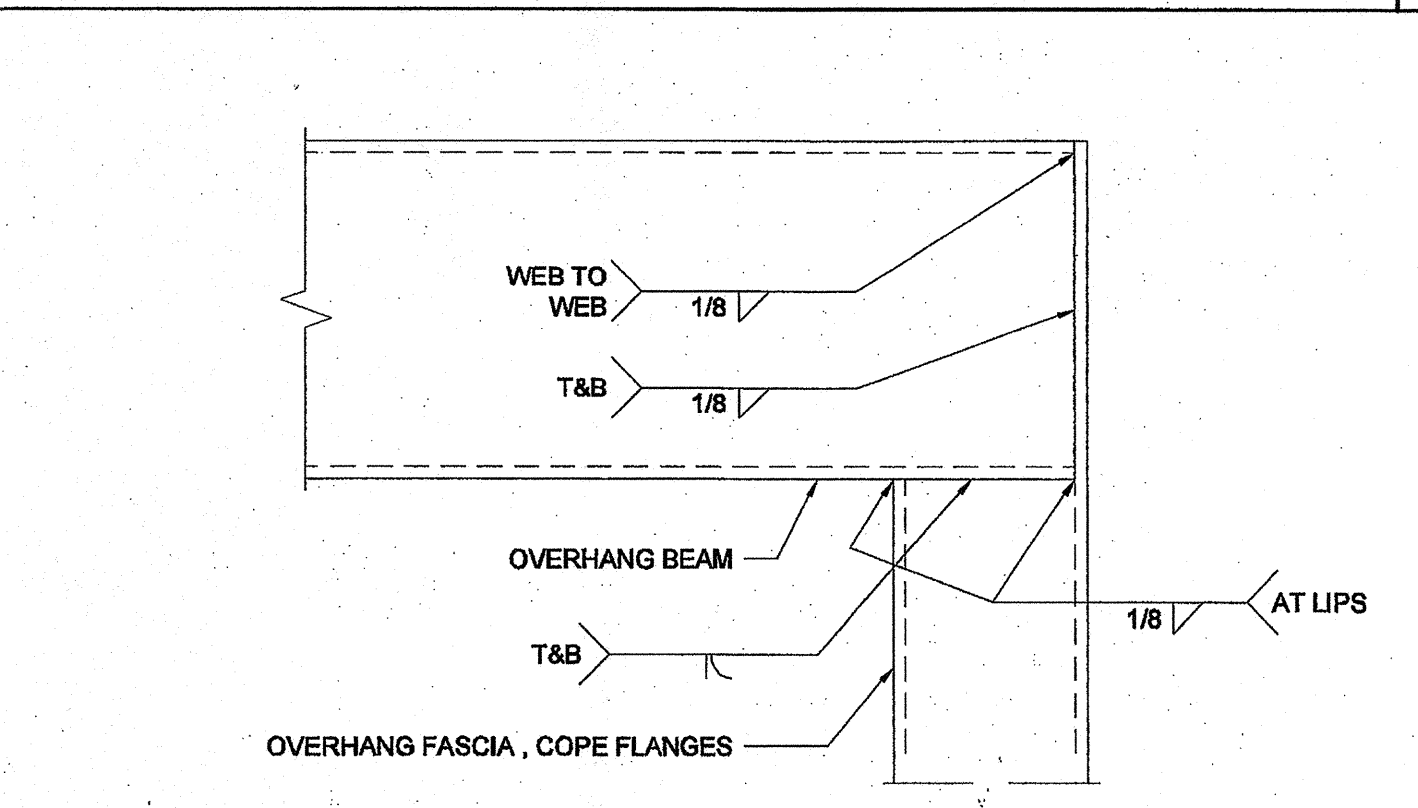 WEB TO
WEB
1/8
T&B
1/8
OVERHANG BEAM
1/8
AT LIPS
T&B
OVERHANG FASCIA , COPE FLANGES